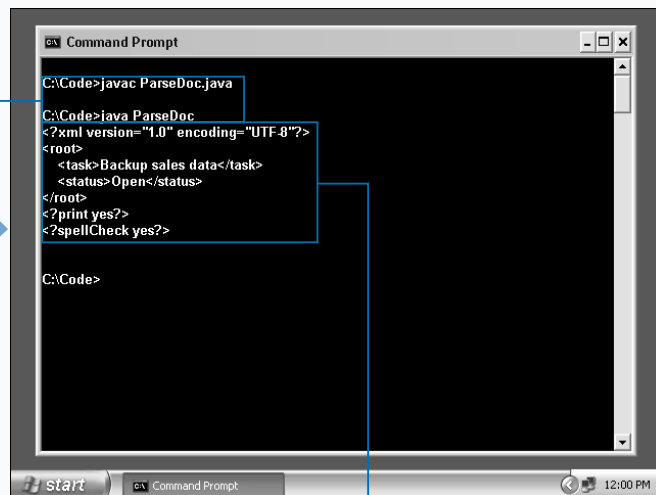 Command Prompt
C:\Code>javac ParseDoc.java
C:\Code>java ParseDoc
<?xml version="1.0" encoding="UTF-8"?>
<root>
<task>Backup sales data</task>
<status>Open</status>
</root>
<?print yes?>
<?spellCheck yes?>
C:\Code>
start
Command Prompt
12:00 PM